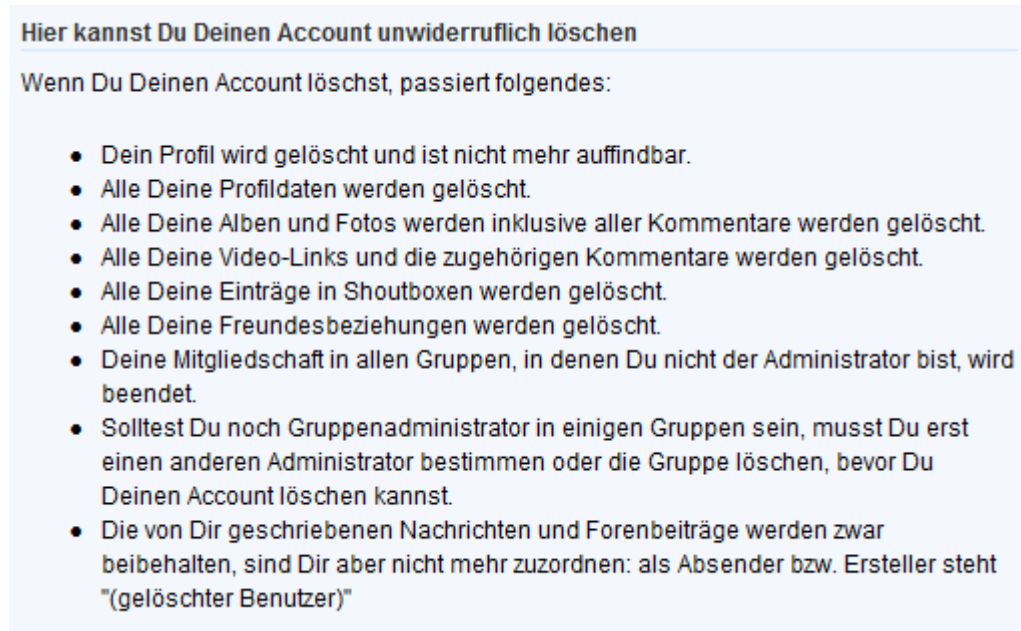 Hier kannst Du Deinen Account unwiderruflich löschen
Wenn Du Deinen Account löschst, passiert folgendes:
● Dein Profil wird gelöscht und ist nicht mehr auffindbar.
● Alle Deine Profildaten werden gelöscht.
● Alle Deine Alben und Fotos werden inklusive aller Kommentare werden gelöscht.
● Alle Deine Video-Links und die zugehörigen Kommentare werden gelöscht.
● Alle Deine Einträge in Shoutboxen werden gelöscht.
● Alle Deine Freundesbeziehungen werden gelöscht.
● Deine Mitgliedschaft in allen Gruppen, in denen Du nicht der Administrator bist, wird
beendet.
● Solltest Du noch Gruppenadministrator in einigen Gruppen sein, musst Du erst
einen anderen Administrator bestimmen oder die Gruppe löschen, bevor Du
Deinen Account löschen kannst.
● Die von Dir geschriebenen Nachrichten und Forenbeiträge werden zwar
beibehalten, sind Dir aber nicht mehr zuzordnen: als Absender bzw. Ersteller steht
"(gelöschter Benutzer)"